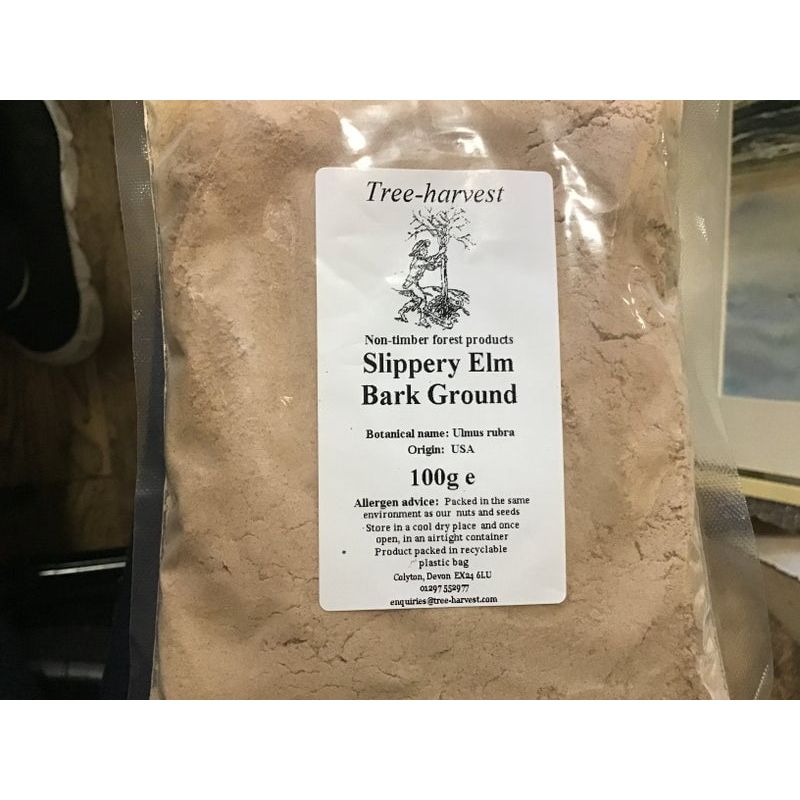 Tree-harvest
Non-timber forest products
Slippery Elm
Bark Ground
Botanical name: Ulmus rubra
Origin: USA
100g e
Allergen advice: Packed in the same
environment as our nuts and seeds
Store in a cool dry place and once
open, in an airtight container
Product packed in recyclable
plastic bag
Colyton, Devon EX24 6LU
01297 552977
enquiries@tree-harvest.com